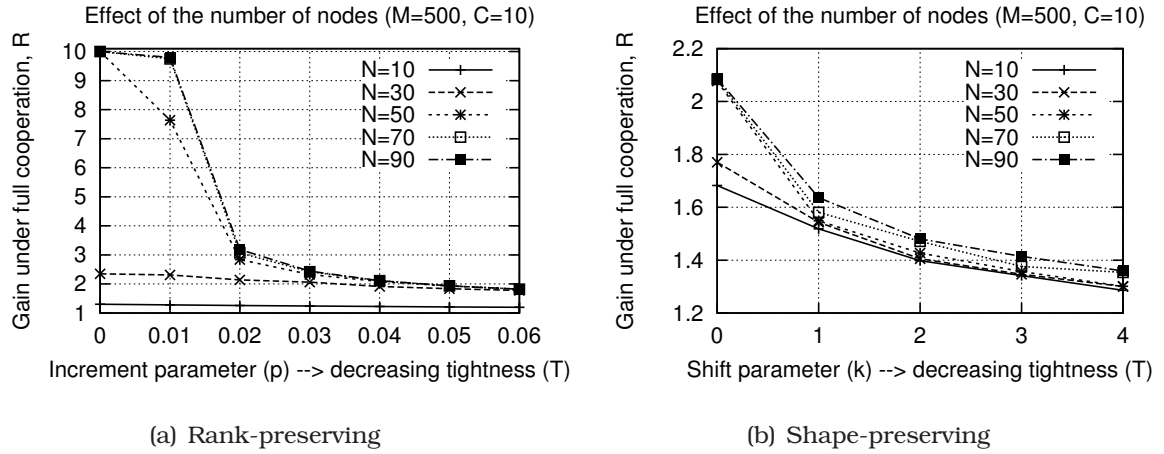 Effect of the number of nodes (M=500, C=10)
Gain under full cooperation, R
10
9
8
7
6
5
4
3
2
1
N=10
N=30
N=50
N=70
N=90
0 0.01 0.02 0.03 0.04 0.05 0.06
Increment parameter (p) --> decreasing tightness (T)
(a) Rank-preserving
Effect of the number of nodes (M=500, C=10)
Gain under full cooperation, R
2.2
2
1.8
1.6
1.4
1.2
N=10
N=30
N=50
N=70
N=90
0 1 2 3 4
Shift parameter (k) --> decreasing tightness (T)
(b) Shape-preserving